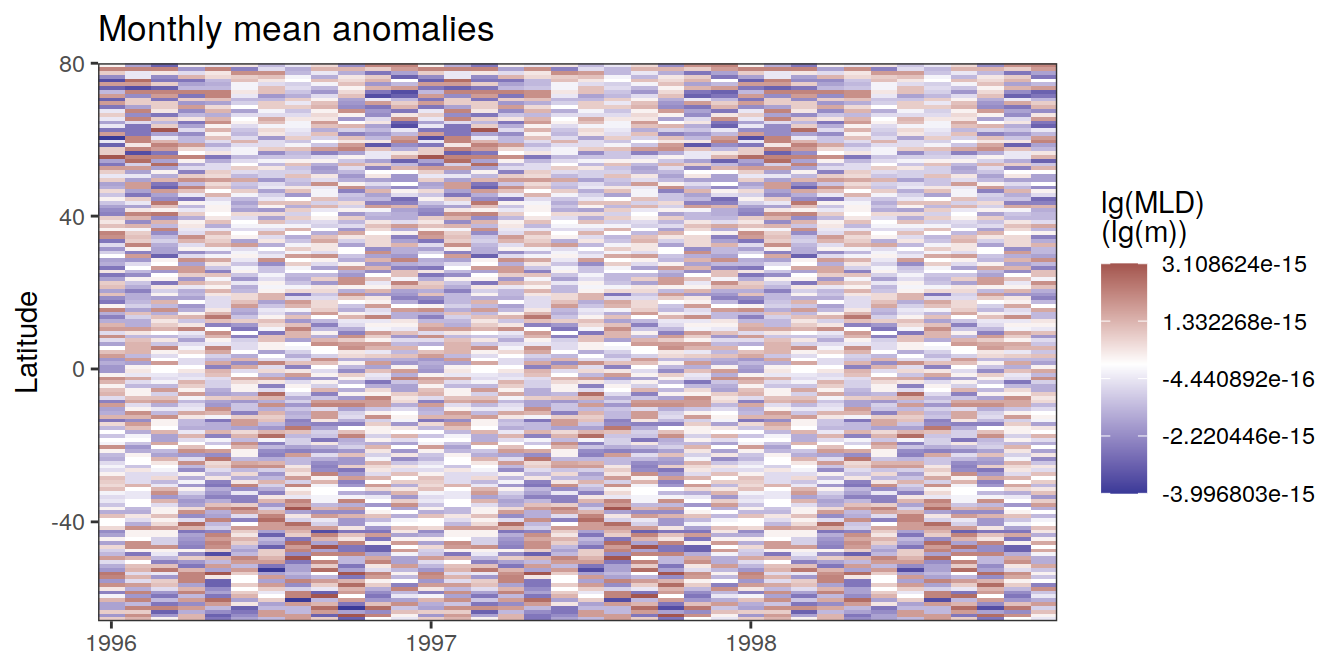 Monthly mean anomalies
80
40
0
-40
Latitude
1996
1997
1998
lg(MLD)
(lg(m))
3.108624e-15
1.332268e-15
-4.440892e-16
-2.220446e-15
-3.996803e-15